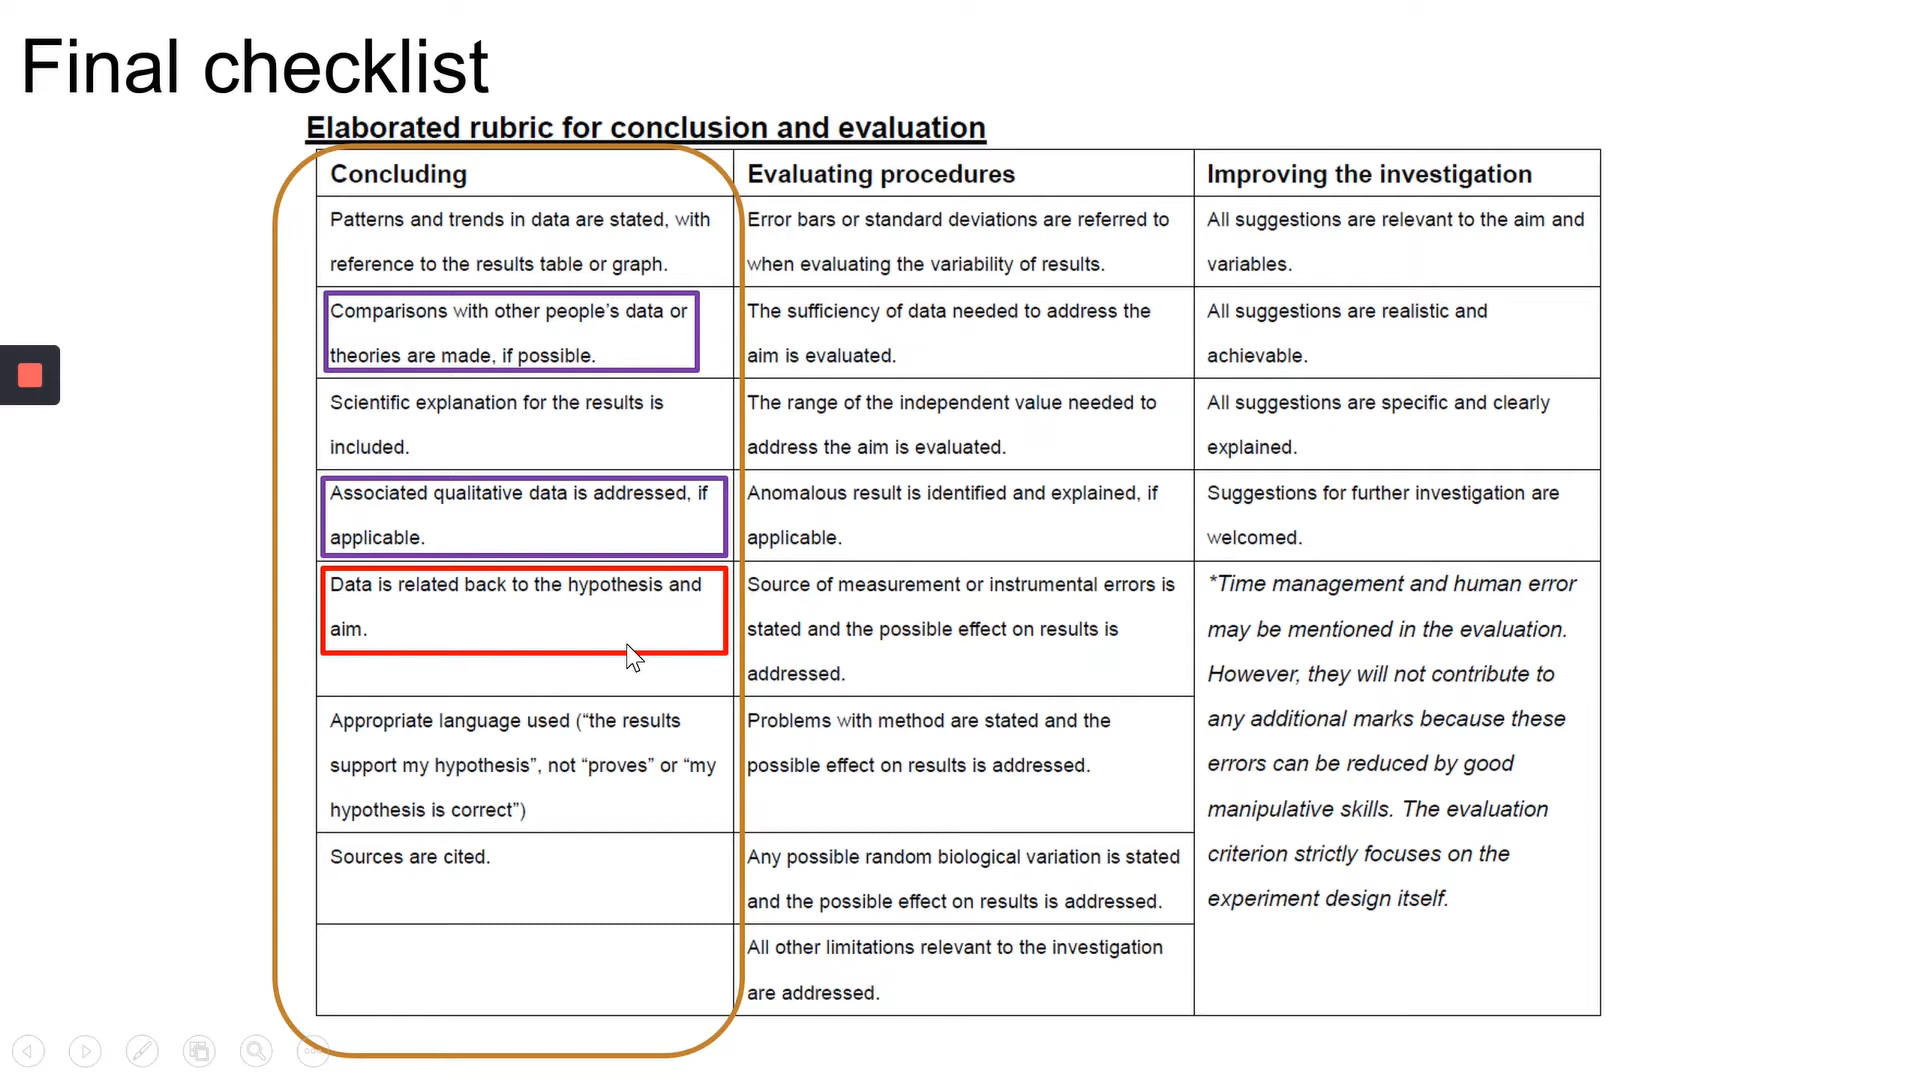 Final checklist
Elaborated rubric for conclusion and evaluation
Concluding
Patterns and trends in data are stated, with
reference to the results table or graph.
Comparisons with other people’s data or
theories are made, if possible.
Scientific explanation for the results is
included.
Associated qualitative data is addressed, if
applicable.
Data is related back to the hypothesis and
aim.
Appropriate language used (“the results
support my hypothesis”, not “proves” or “my
hypothesis is correct”)
Sources are cited.
Evaluating procedures
Error bars or standard deviations are referred to
when evaluating the variability of results.
The sufficiency of data needed to address the
aim is evaluated.
The range of the independent value needed to
address the aim is evaluated.
Anomalous result is identified and explained, if
applicable.
Source of measurement or instrumental errors is
stated and the possible effect on results is
addressed.
Problems with method are stated and the
possible effect on results is addressed.
Any possible random biological variation is stated
and the possible effect on results is addressed.
All other limitations relevant to the investigation
are addressed.
Improving the investigation
All suggestions are relevant to the aim and
variables.
All suggestions are realistic and
achievable.
All suggestions are specific and clearly
explained.
Suggestions for further investigation are
welcomed.
*Time management and human error
may be mentioned in the evaluation.
However, they will not contribute to
any additional marks because these
errors can be reduced by good
manipulative skills. The evaluation
criterion strictly focuses on the
experiment design itself.